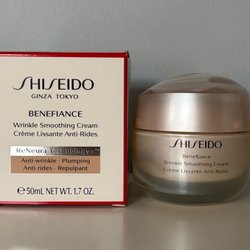 SHISEIDO
GINZA TOKYO
BENEFIANCE
Wrinkle Smoothing Cream
Crème Lissante Anti-Rides
ReNeura Technology+™
Anti-wrinkle · Plumping
Anti-rides · Repulpant
e 50mL NET WT. 1.7 OZ.
SHISEIDO
Benefiance
Wrinkle Smoothing Cream
Crème Lissante Anti-Rides